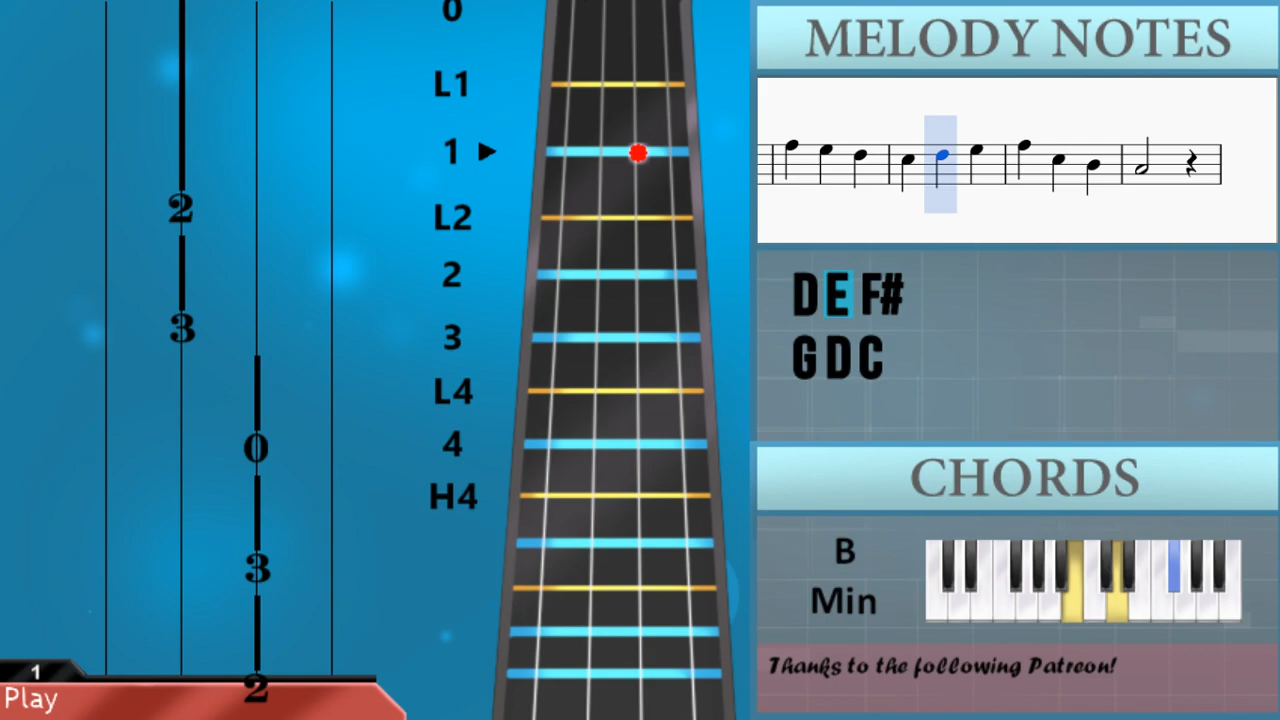 2
3
0
3
2
1
Play
0
L1
1 ►
L2
2
3
L4
4
H4
MELODY NOTES
D E F#
G D C
CHORDS
B
Min
Thanks to the following Patreon!